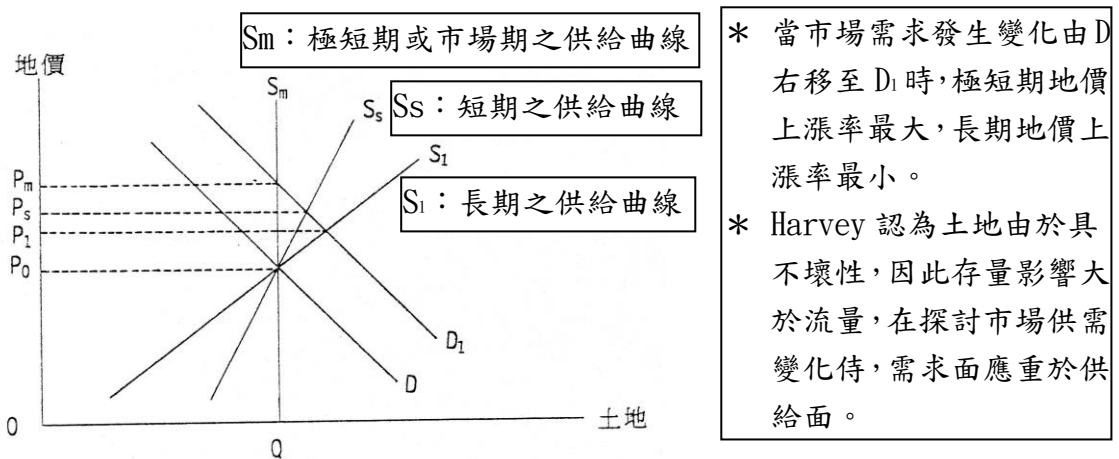 Sm：極短期或市場期之供給曲線
地價
Sm
Ss
Ss：短期之供給曲線
S1
S1：長期之供給曲線
Pm
Ps
P1
P0
D1
D
O
Q
土地
＊ 當市場需求發生變化由D
右移至 D1 時，極短期地價
上漲率最大，長期地價上
漲率最小。
＊ Harvey 認為土地由於具
不壞性，因此存量影響大
於流量，在探討市場供需
變化侍，需求面應重於供
給面。